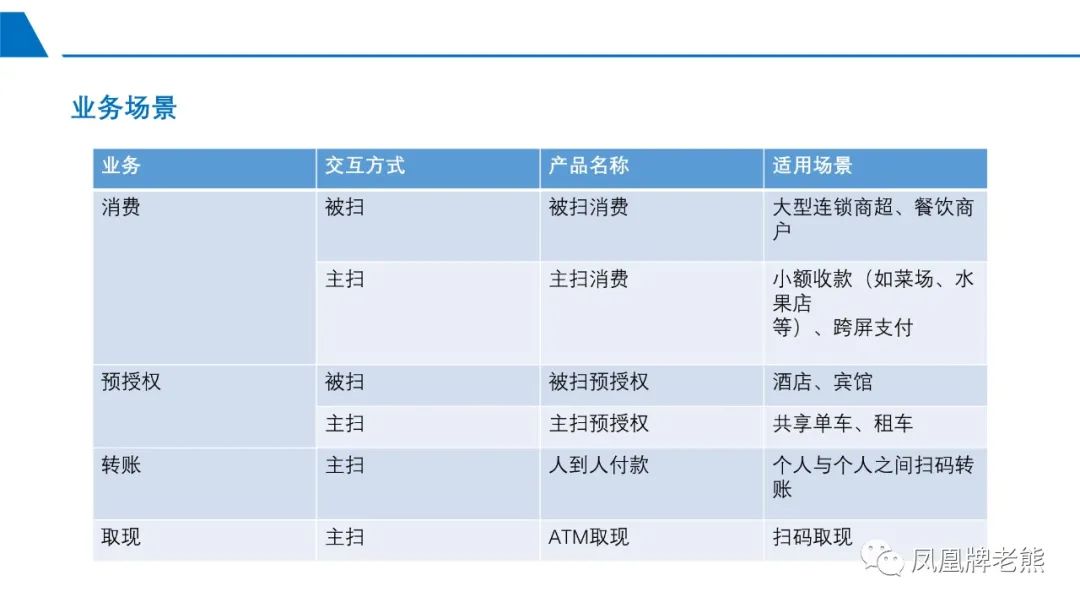 业务场景
业务 交互方式 产品名称 适用场景
消费 被扫 被扫消费 大型连锁商超、餐饮商
户
主扫 主扫消费 小额收款（如菜场、水
果店
等）、跨屏支付
预授权 被扫 被扫预授权 酒店、宾馆
主扫 主扫预授权 共享单车、租车
转账 主扫 人到人付款 个人与个人之间扫码转
账
取现 主扫 ATM取现 扫码取现
凤凰牌老熊